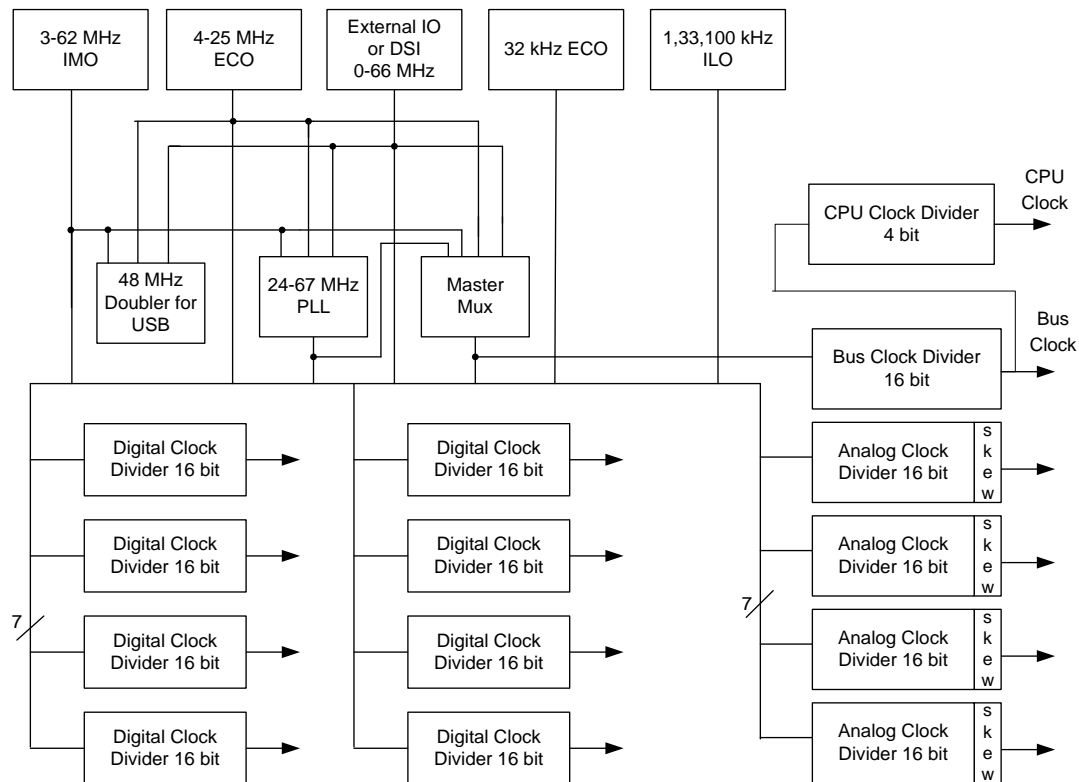 3-62 MHz
IMO
4-25 MHz
ECO
External IO
or DSI
0-66 MHz
32 kHz ECO
1,33,100 kHz
ILO
CPU
Clock
CPU Clock Divider
4 bit
48 MHz
Doubler for
USB
24-67 MHz
PLL
Master
Mux
Bus
Clock
Bus Clock Divider
16 bit
Digital Clock
Divider 16 bit
Digital Clock
Divider 16 bit
Analog Clock
Divider 16 bit
s
k
e
w
Digital Clock
Divider 16 bit
Digital Clock
Divider 16 bit
Analog Clock
Divider 16 bit
s
k
e
w
7
7
Digital Clock
Divider 16 bit
Digital Clock
Divider 16 bit
Analog Clock
Divider 16 bit
s
k
e
w
Digital Clock
Divider 16 bit
Digital Clock
Divider 16 bit
Analog Clock
Divider 16 bit
s
k
e
w